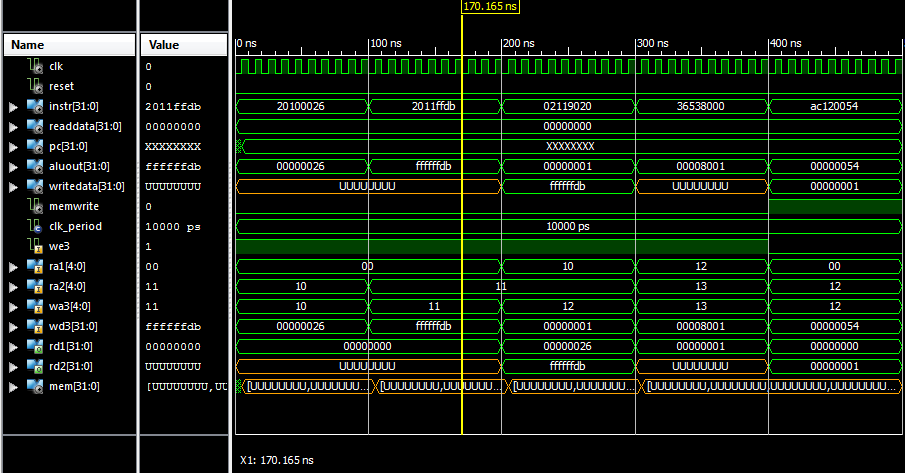 170.165 ns
Name Value 0 ns 100 ns 200 ns 300 ns 400 ns
clk 0
reset 0
instr[31:0] 2011ffdb 20100026 2011ffdb 02119020 36538000 ac120054
readdata[31:0] 00000000 00000000
pc[31:0] XXXXXXXX XXXXXXXX
aluout[31:0] ffffffdb 00000026 ffffffdb 00000001 00008001 00000054
writedata[31:0] UUUUUUUU UUUUUUUU ffffffdb UUUUUUUU 00000001
memwrite 0
clk_period 10000 ps 10000 ps
we3 1
ra1[4:0] 00 00 10 12 00
ra2[4:0] 11 10 11 13 12
wa3[4:0] 11 10 11 12 13 12
wd3[31:0] ffffffdb 00000026 ffffffdb 00000001 00008001 00000054
rd1[31:0] 00000000 00000000 00000026 00000001 00000000
rd2[31:0] UUUUUUUU UUUUUUUU ffffffdb UUUUUUUU 00000001
mem[31:0] [UUUUUUUU,UU [UUUUUUUU,UUUUUUU... [UUUUUUUU,UUUUUUU... [UUUUUUUU,UUUUUUU... [UUUUUUUU,UUUUUUUU,UUUUUUUU,UUUUUUUU...
X1: 170.165 ns